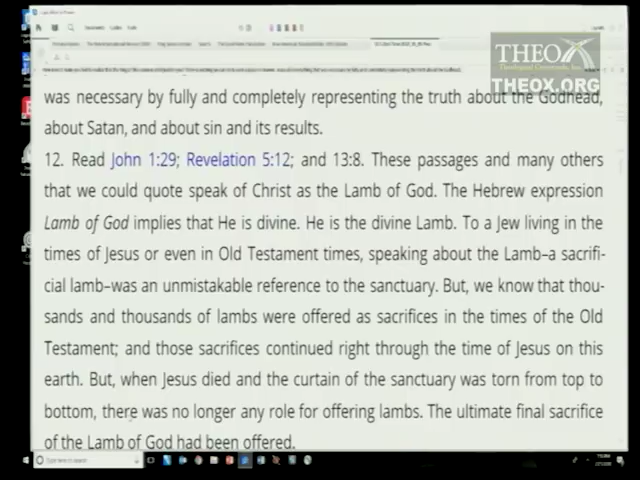 THEOX
THEOX.ORG
was necessary by fully and completely representing the truth about the Godhead,
about Satan, and about sin and its results.
12. Read John 1:29; Revelation 5:12; and 13:8. These passages and many others
that we could quote speak of Christ as the Lamb of God. The Hebrew expression
Lamb of God implies that He is divine. He is the divine Lamb. To a Jew living in the
times of Jesus or even in Old Testament times, speaking about the Lamb–a sacrifi-
cial lamb–was an unmistakable reference to the sanctuary. But, we know that thou-
sands and thousands of lambs were offered as sacrifices in the times of the Old
Testament; and those sacrifices continued right through the time of Jesus on this
earth. But, when Jesus died and the curtain of the sanctuary was torn from top to
bottom, there was no longer any role for offering lambs. The ultimate final sacrifice
of the Lamb of God had been offered.